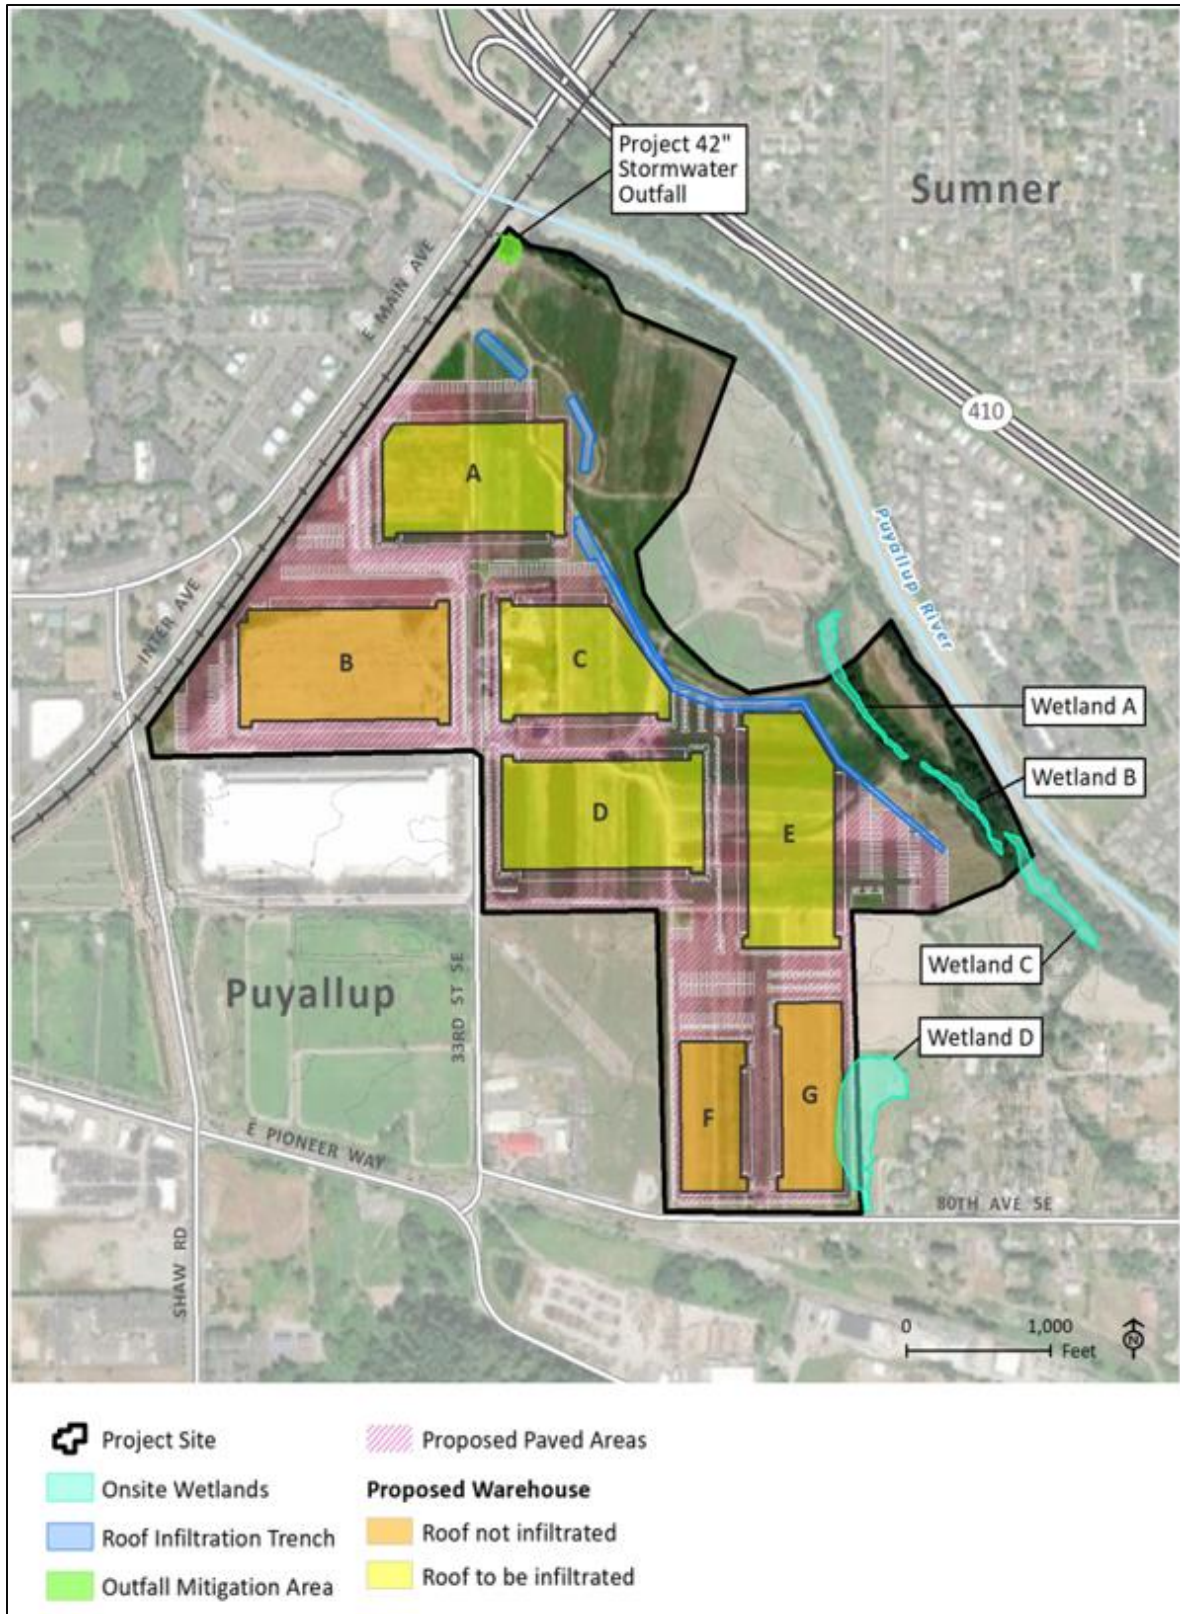 Project 42"
Stormwater
Outfall
Sumner
E MAIN AVE
410
A
Puyallup River
INTER AVE
B
C
Wetland A
Wetland B
D
E
Wetland C
Puyallup
33RD ST SE
Wetland D
F
G
E PIONEER WAY
80TH AVE SE
SHAW RD
0 1,000
Feet
N
Project Site
Onsite Wetlands
Roof Infiltration Trench
Outfall Mitigation Area
Proposed Paved Areas
Proposed Warehouse
Roof not infiltrated
Roof to be infiltrated